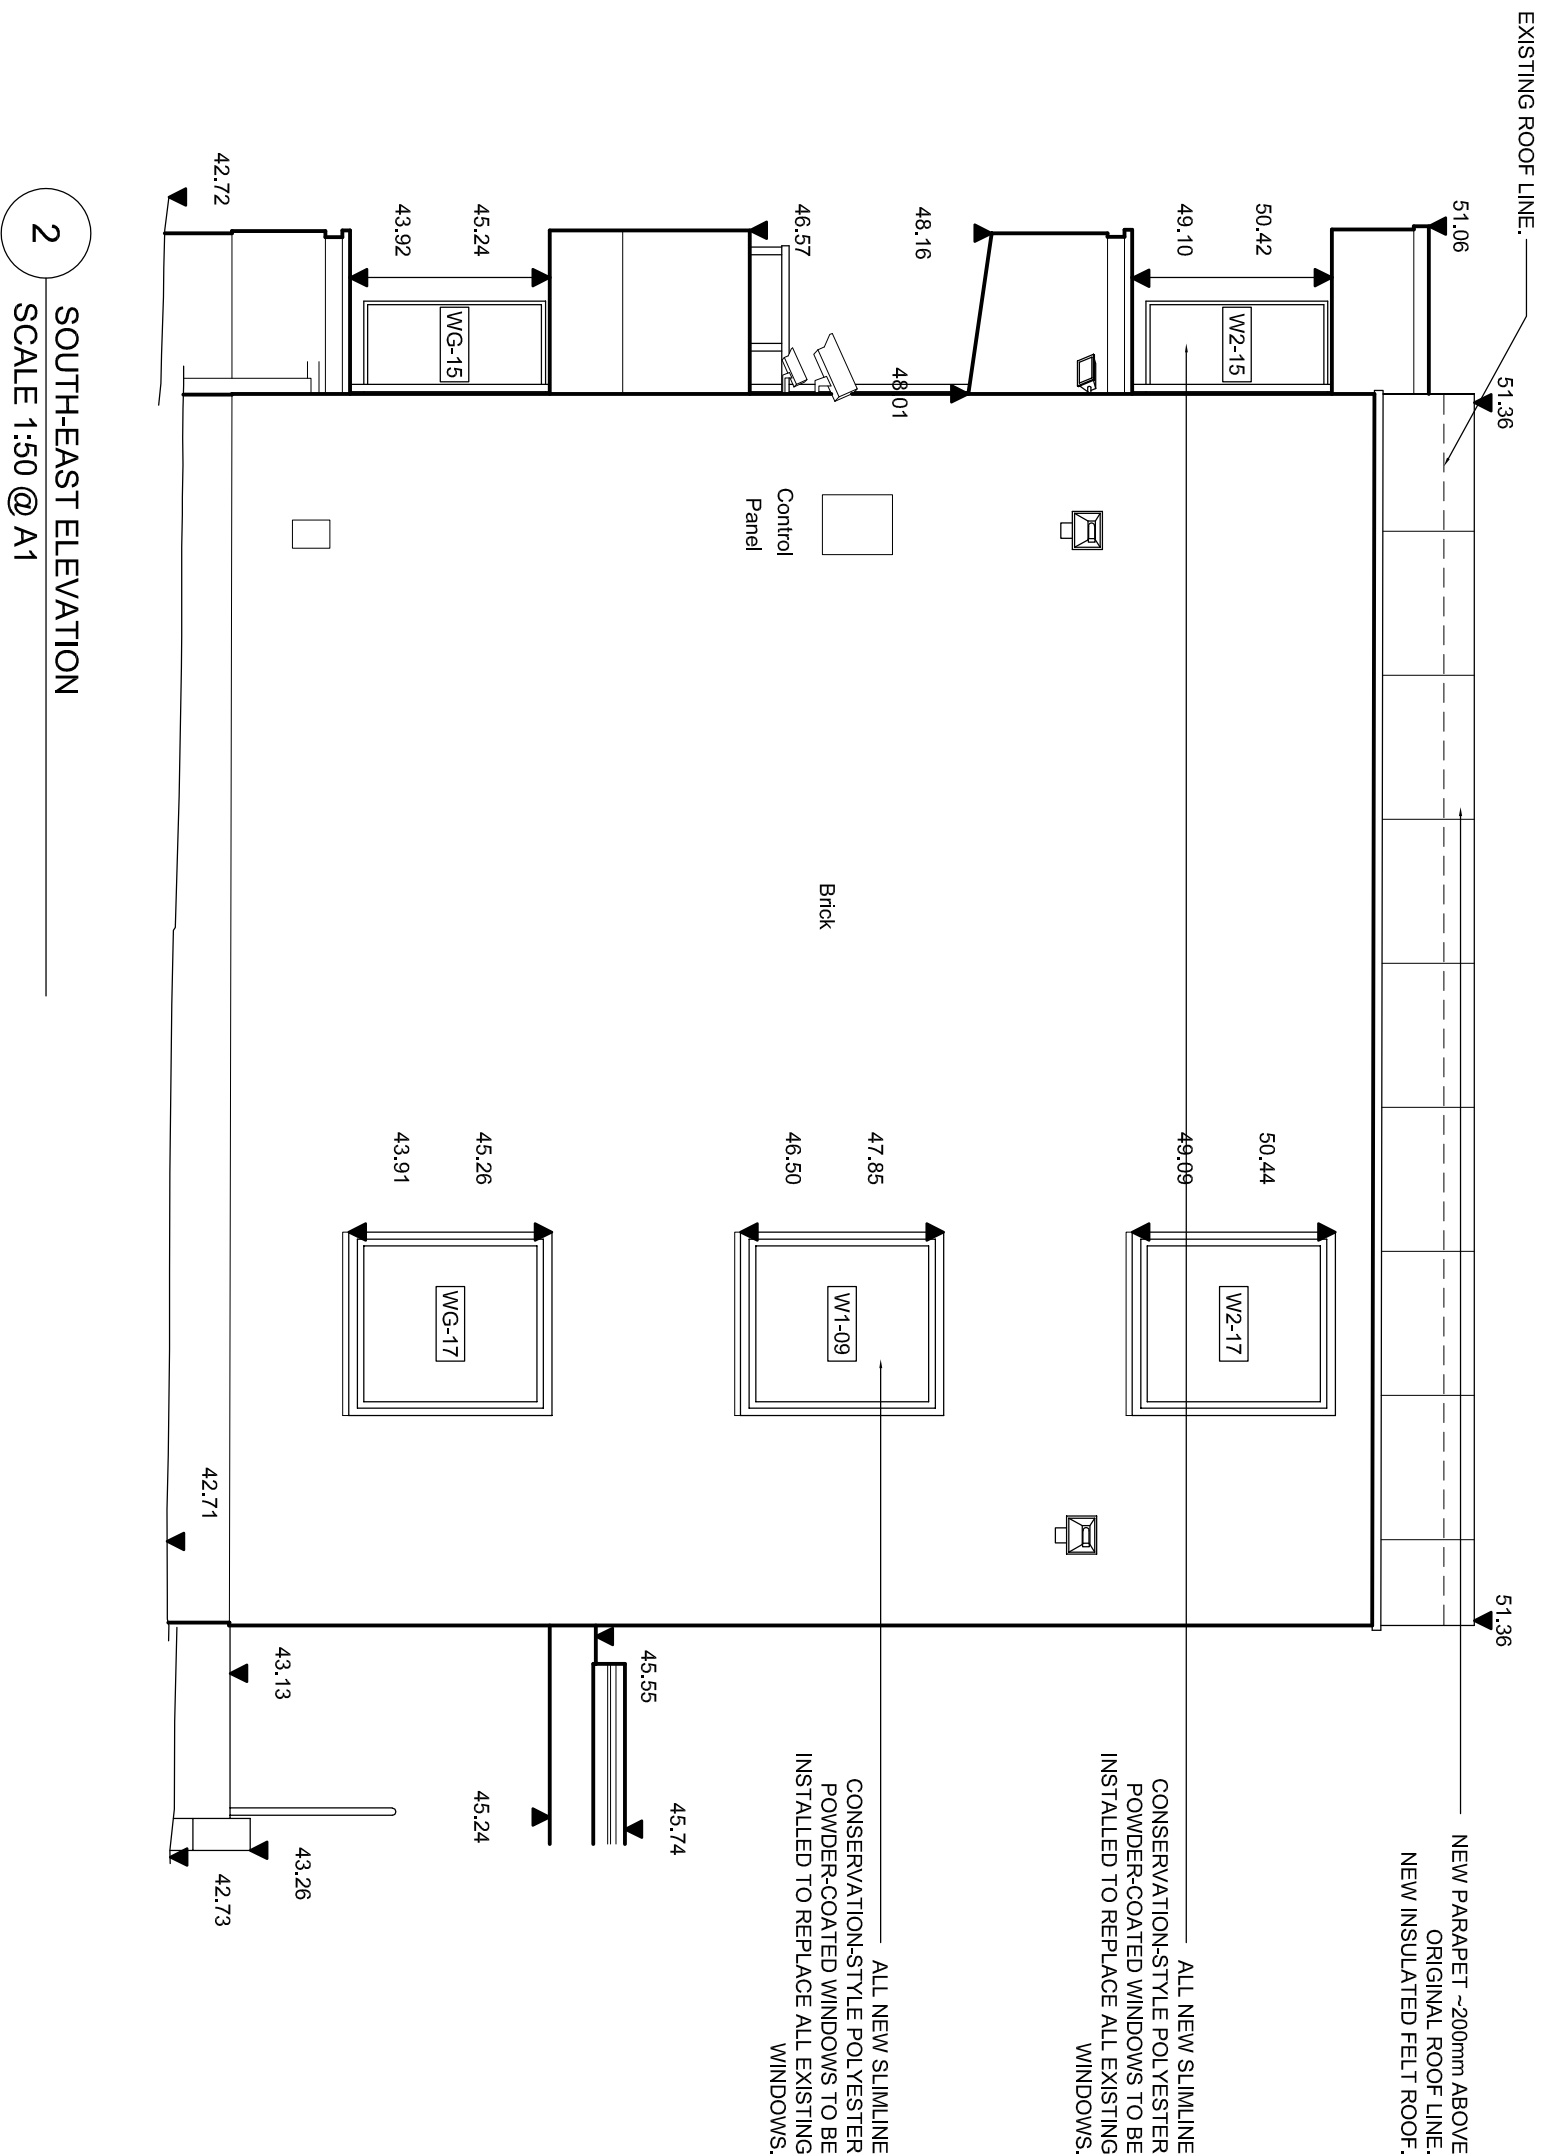 EXISTING ROOF LINE.
51.06
50.42
49.10
48.16
46.57
45.24
43.92
42.72
W2-15
WG-15
51.36
48.01
Control
Panel
Brick
50.44
49.09
47.85
46.50
45.26
43.91
W2-17
W1-09
WG-17
42.71
51.36
45.55
43.13
45.74
45.24
43.26
42.73
NEW PARAPET ~200mm ABOVE
ORIGINAL ROOF LINE.
NEW INSULATED FELT ROOF.
ALL NEW SLIMLINE
CONSERVATION-STYLE POLYESTER
POWDER-COATED WINDOWS TO BE
INSTALLED TO REPLACE ALL EXISTING
WINDOWS.
ALL NEW SLIMLINE
CONSERVATION-STYLE POLYESTER
POWDER-COATED WINDOWS TO BE
INSTALLED TO REPLACE ALL EXISTING
WINDOWS.
2
SOUTH-EAST ELEVATION
SCALE 1:50 @ A1